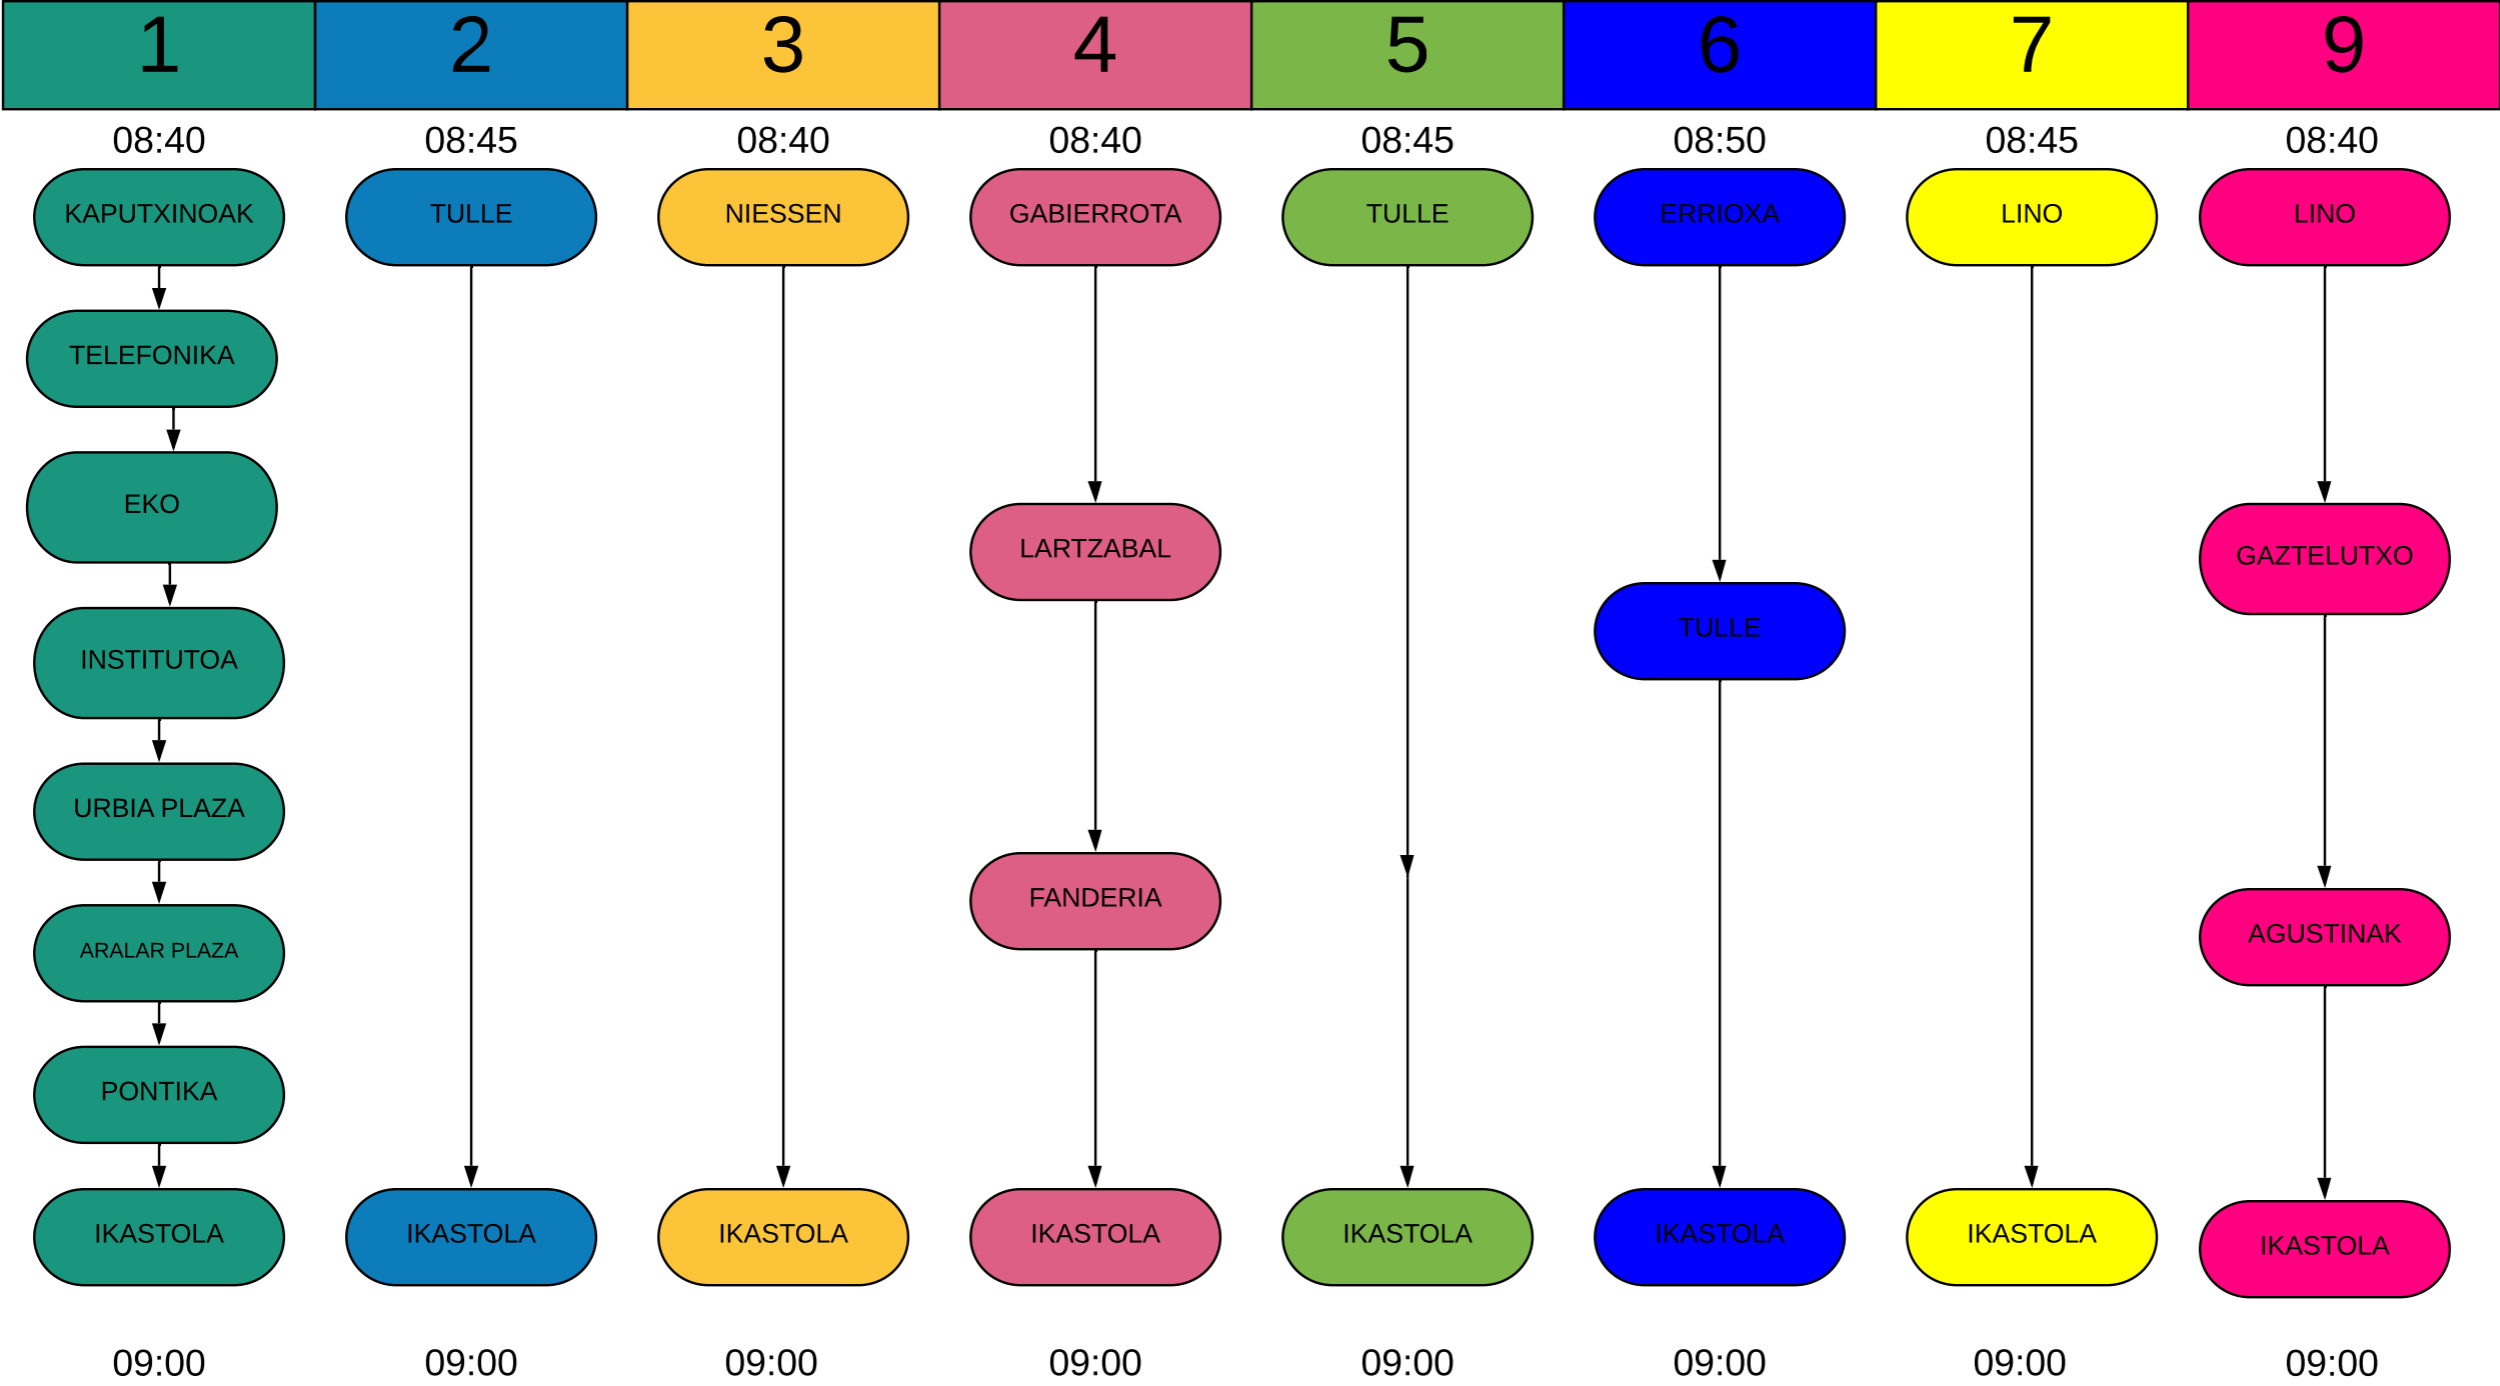 1 2 3 4 5 6 7 9
08:40 08:45 08:40 08:40 08:45 08:50 08:45 08:40
KAPUTXINOAK TULLE NIESSEN GABIERROTA TULLE ERRIOXA LINO LINO
TELEFONIKA
EKO
LARTZABAL GAZTELUTXO
TULLE
INSTITUTOA
URBIA PLAZA
FANDERIA
AGUSTINAK
ARALAR PLAZA
PONTIKA
IKASTOLA IKASTOLA IKASTOLA IKASTOLA IKASTOLA IKASTOLA IKASTOLA IKASTOLA
09:00 09:00 09:00 09:00 09:00 09:00 09:00 09:00